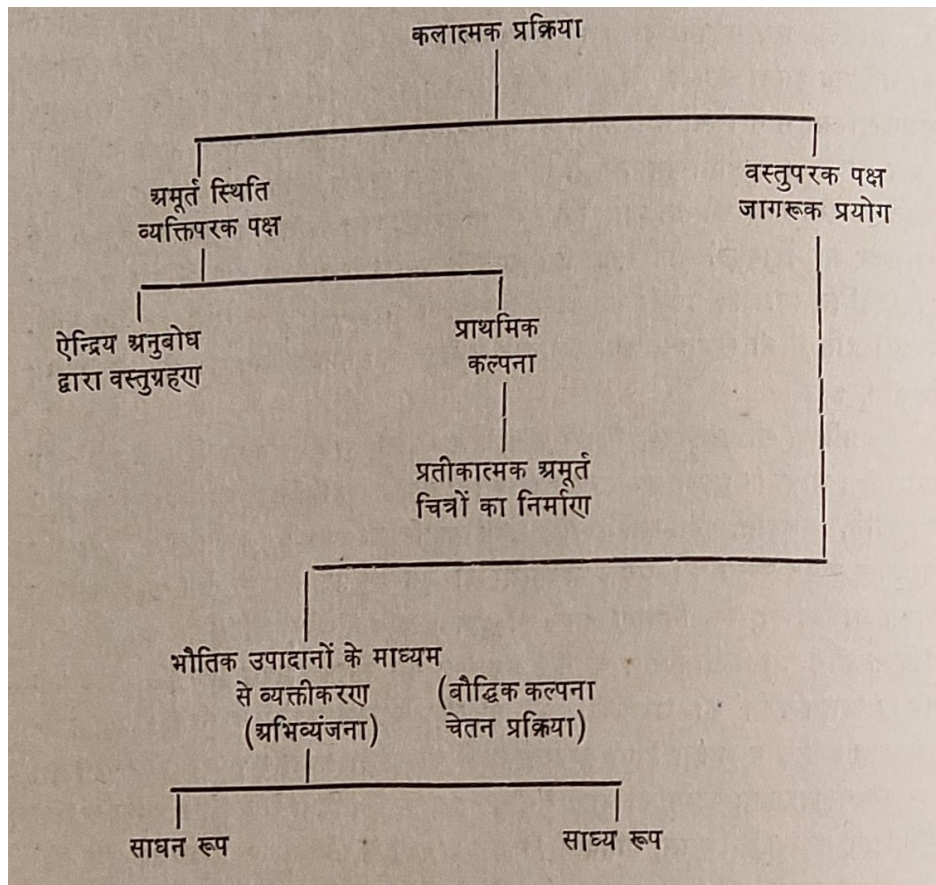 कलात्मक प्रक्रिया
अमूर्त स्थिति
व्यक्तिपरक पक्ष
वस्तुपरक पक्ष
जागरूक प्रयोग
ऐन्द्रिय अनुबोध
द्वारा वस्तुग्रहण
प्राथमिक
कल्पना
प्रतीकात्मक अमूर्त
चित्रों का निर्माण
भौतिक उपादानों के माध्यम
से व्यक्तीकरण
(अभिव्यंजना)
(वौद्धिक कल्पना
चेतन प्रक्रिया)
साधन रूप
साध्य रूप